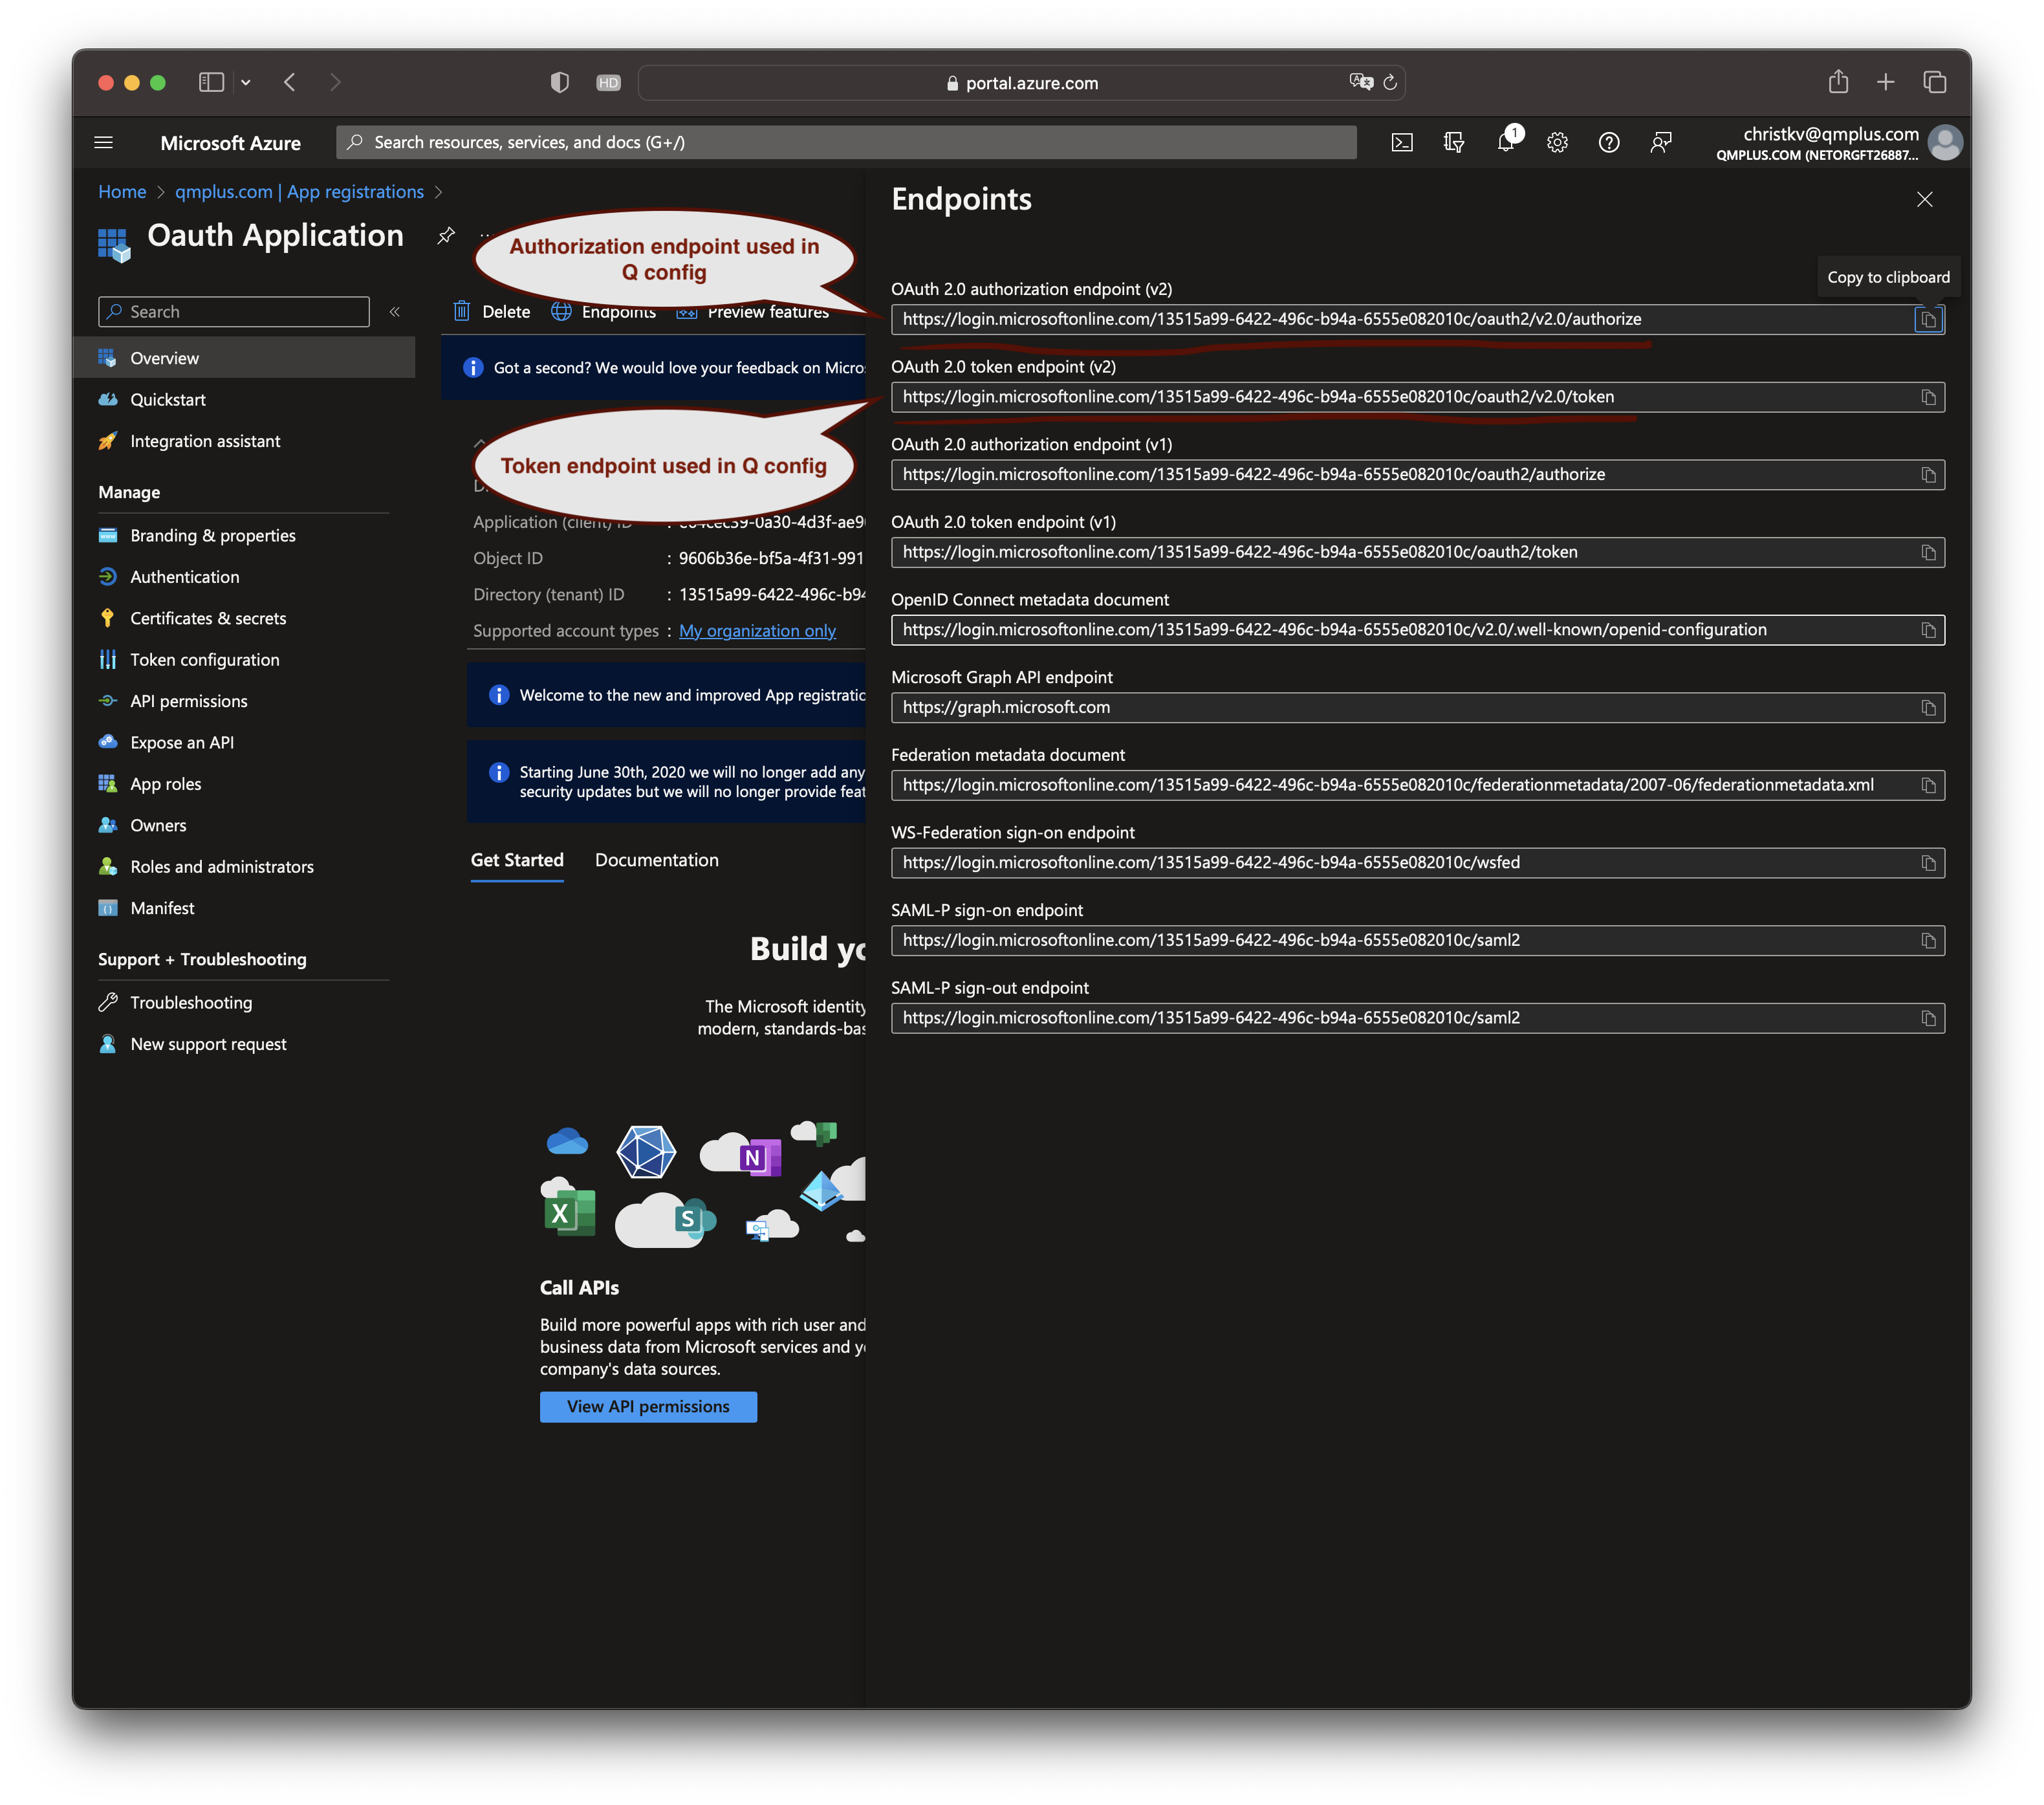 HD
portal.azure.com
Microsoft Azure
Search resources, services, and docs (G+/)
1
christkv@qmplus.com
QMPLUS.COM (NETORGFT26887...
Home > qmplus.com | App registrations >
Oauth Application
Search
«
Overview
Quickstart
Integration assistant
Manage
Branding & properties
Authentication
Certificates & secrets
Token configuration
API permissions
Expose an API
App roles
Owners
Roles and administrators
Manifest
Support + Troubleshooting
Troubleshooting
New support request
Authorization endpoint used in
Q config
Delete
Endpoints
Preview features
Got a second? We would love your feedback on Micros
Token endpoint used in Q config
Application (client) ID :
Object ID : 9606b36e-bf5a-4f31-991
Directory (tenant) ID : 13515a99-6422-496c-b94
Supported account types : My organization only
Welcome to the new and improved App registratio
Starting June 30th, 2020 we will no longer add any
security updates but we will no longer provide feat
Get Started
Documentation
Build yo
The Microsoft identity
modern, standards-bas
N
X
S
Call APIs
Build more powerful apps with rich user and
business data from Microsoft services and yo
company's data sources.
View API permissions
Endpoints
Copy to clipboard
OAuth 2.0 authorization endpoint (v2)
https://login.microsoftonline.com/13515a99-6422-496c-b94a-6555e082010c/oauth2/v2.0/authorize
OAuth 2.0 token endpoint (v2)
https://login.microsoftonline.com/13515a99-6422-496c-b94a-6555e082010c/oauth2/v2.0/token
OAuth 2.0 authorization endpoint (v1)
https://login.microsoftonline.com/13515a99-6422-496c-b94a-6555e082010c/oauth2/authorize
OAuth 2.0 token endpoint (v1)
https://login.microsoftonline.com/13515a99-6422-496c-b94a-6555e082010c/oauth2/token
OpenID Connect metadata document
https://login.microsoftonline.com/13515a99-6422-496c-b94a-6555e082010c/v2.0/.well-known/openid-configuration
Microsoft Graph API endpoint
https://graph.microsoft.com
Federation metadata document
https://login.microsoftonline.com/13515a99-6422-496c-b94a-6555e082010c/federationmetadata/2007-06/federationmetadata.xml
WS-Federation sign-on endpoint
https://login.microsoftonline.com/13515a99-6422-496c-b94a-6555e082010c/wsfed
SAML-P sign-on endpoint
https://login.microsoftonline.com/13515a99-6422-496c-b94a-6555e082010c/saml2
SAML-P sign-out endpoint
https://login.microsoftonline.com/13515a99-6422-496c-b94a-6555e082010c/saml2